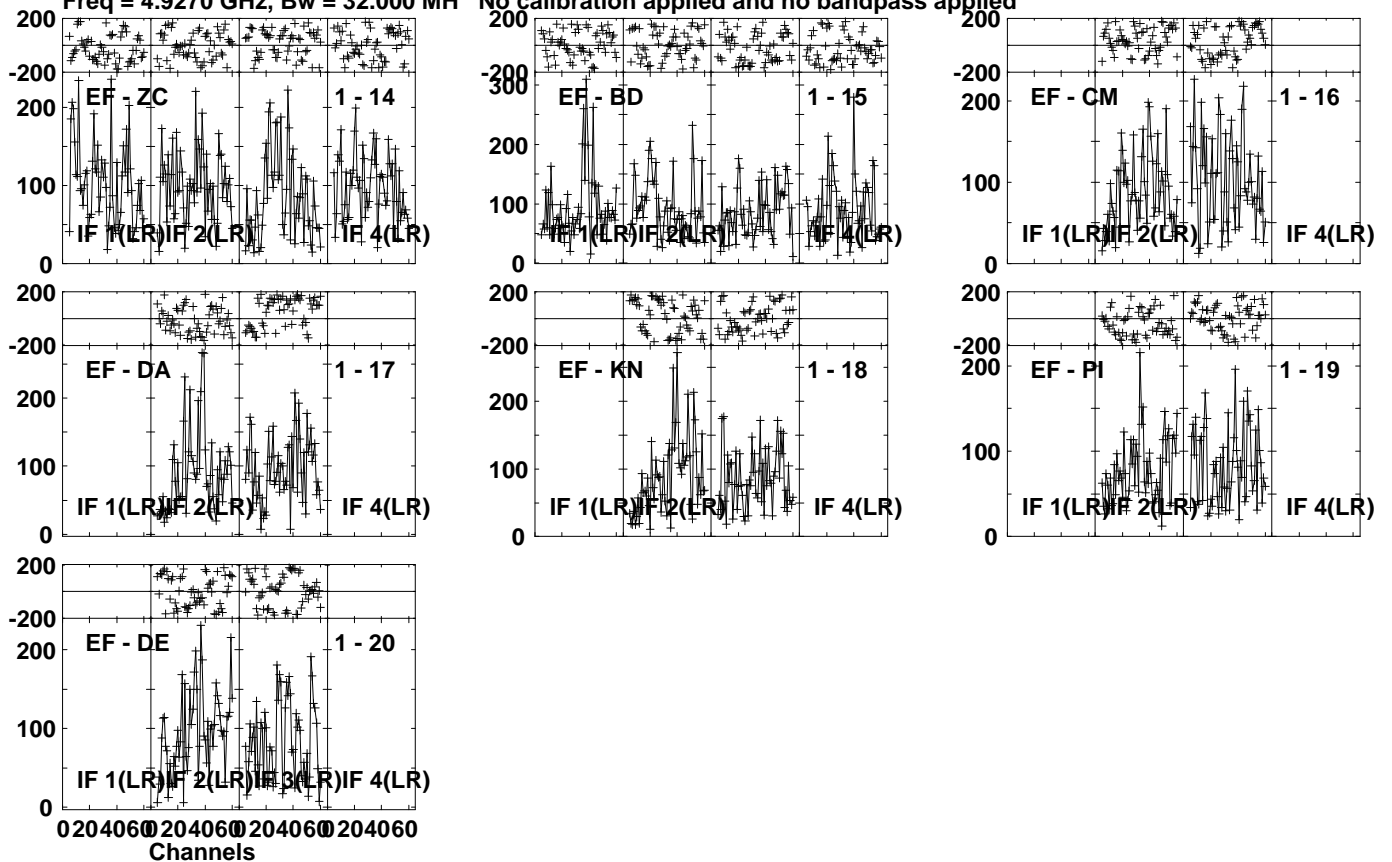 Freq = 4.9270 GHz, Bw = 32.000 MH No calibration applied and no bandpass applied
200
-200
EF - ZC 1 - 14
200
100
0
IF 1(LR) IF 2(LR) IF 4(LR)
200
-200
EF - BD 1 - 15
300
200
100
0
IF 1(LR) IF 2(LR) IF 4(LR)
200
-200
EF - CM 1 - 16
200
100
0
IF 1(LR) IF 2(LR) IF 4(LR)
200
-200
EF - DA 1 - 17
200
100
0
IF 1(LR) IF 2(LR) IF 4(LR)
200
-200
EF - KN 1 - 18
200
100
0
IF 1(LR) IF 2(LR) IF 4(LR)
200
-200
EF - PI 1 - 19
200
100
0
IF 1(LR) IF 2(LR) IF 4(LR)
200
-200
EF - DE 1 - 20
200
100
0
IF 1(LR) IF 2(LR) IF 3(LR) IF 4(LR)
0 20 40 60 0 20 40 60 0 20 40 60 0 20 40 60
Channels